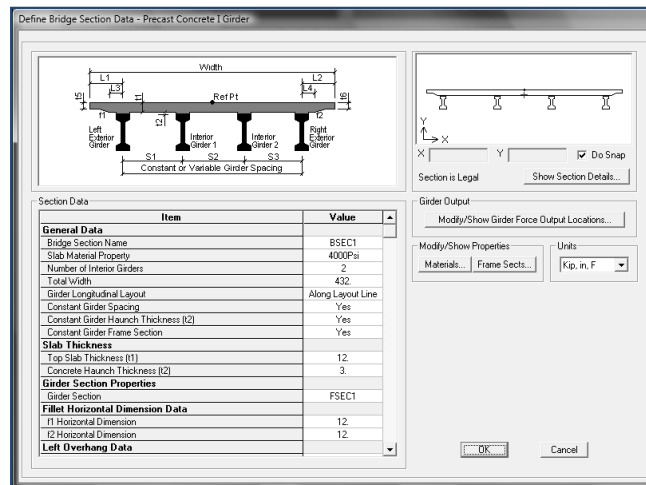 Define Bridge Section Data - Precast Concrete I Girder
Width
L1
L2
L3
L4
t5
t1
Ref Pt
t6
f1
t2
f2
Left Exterior Girder
Interior Girder 1
Interior Girder 2
Right Exterior Girder
S1
S2
S3
Constant or Variable Girder Spacing
Y
X
X
Y
Do Snap
Section is Legal
Show Section Details...
Section Data
Item Value
General Data
Bridge Section Name BSEC1
Slab Material Property 4000Psi
Number of Interior Girders 2
Total Width 432.
Girder Longitudinal Layout Along Layout Line
Constant Girder Spacing Yes
Constant Girder Haunch Thickness (t2) Yes
Constant Girder Frame Section Yes
Slab Thickness
Top Slab Thickness (t1) 12.
Concrete Haunch Thickness (t2) 3.
Girder Section Properties
Girder Section FSEC1
Fillet Horizontal Dimension Data
f1 Horizontal Dimension 12.
f2 Horizontal Dimension 12.
Left Overhang Data
Girder Output
Modify/Show Girder Force Output Locations...
Modify/Show Properties
Materials...
Frame Sects...
Units
Kip, in, F
OK
Cancel